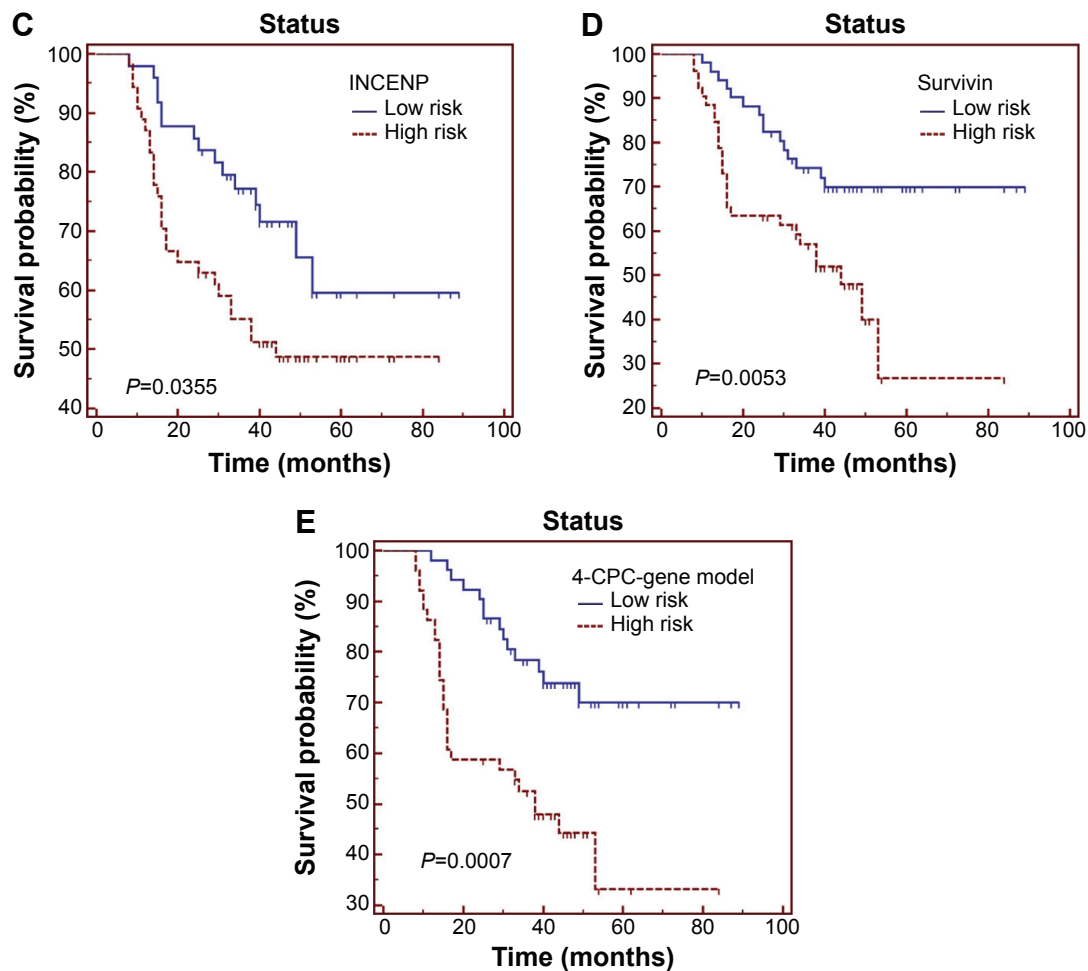 C
Status
INCENP
Low risk
High risk
P=0.0355
Survival probability (%)
100
90
80
70
60
50
40
0 20 40 60 80 100
Time (months)
D
Status
Survivin
Low risk
High risk
P=0.0053
Survival probability (%)
100
90
80
70
60
50
40
30
20
0 20 40 60 80 100
Time (months)
E
Status
4-CPC-gene model
Low risk
High risk
P=0.0007
Survival probability (%)
100
90
80
70
60
50
40
30
0 20 40 60 80 100
Time (months)